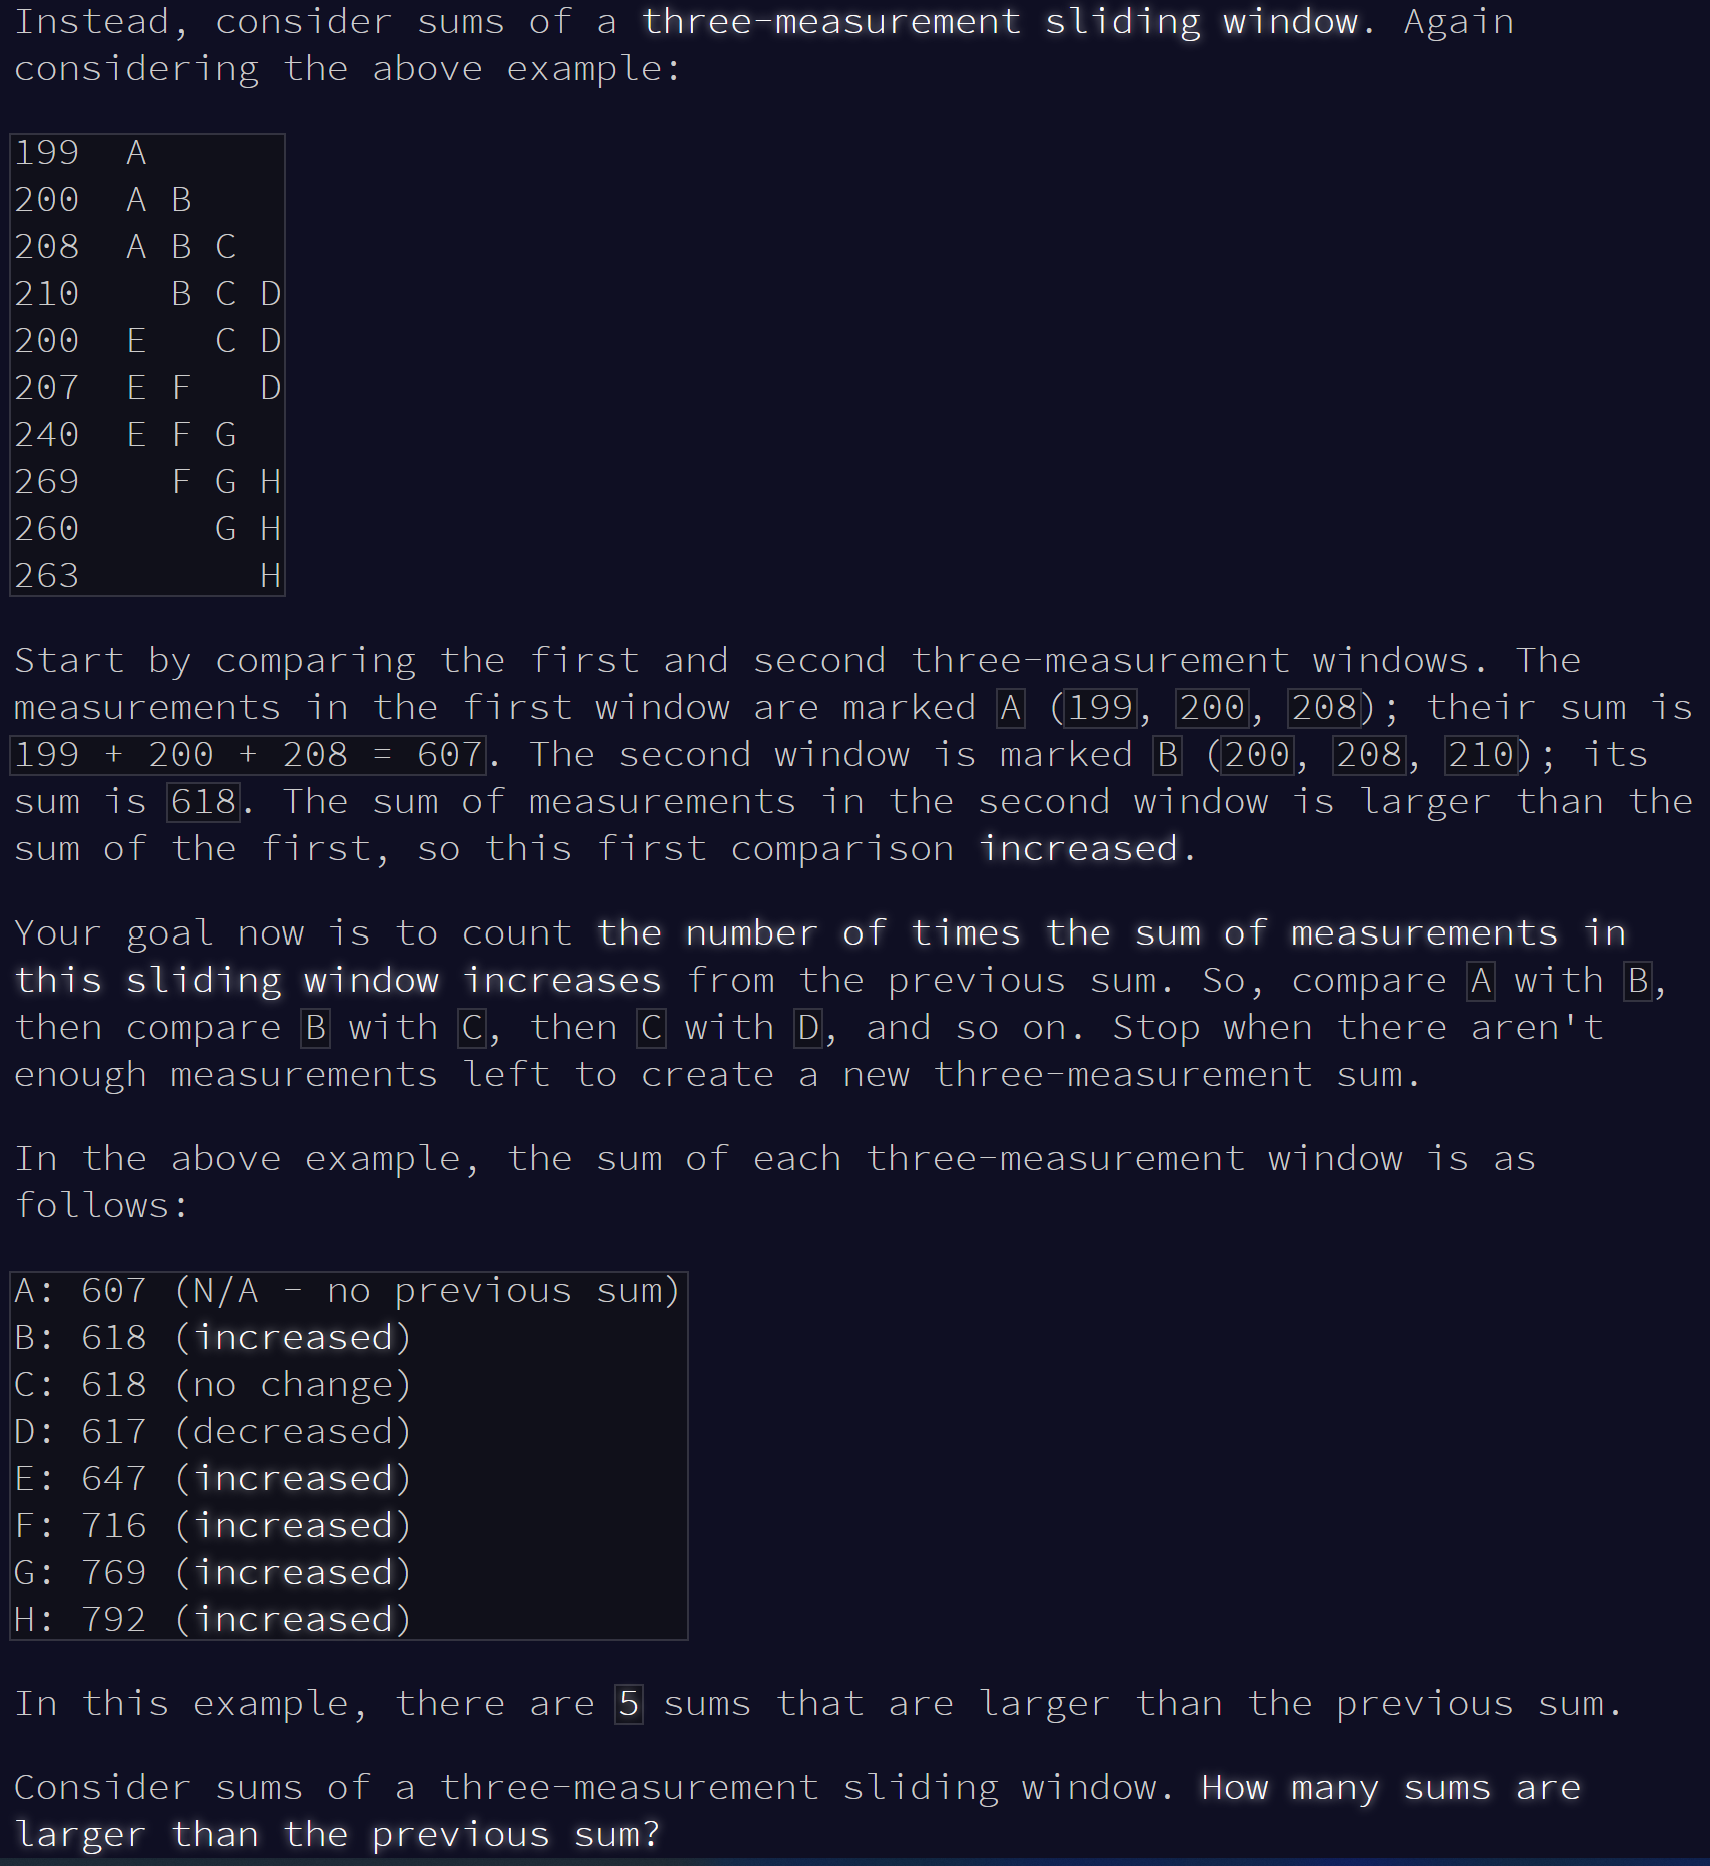 Instead, consider sums of a three-measurement sliding window. Again
considering the above example:
199  A
200  A B
208  A B C
210    B C D
200  E   C D
207  E F   D
240  E F G
269    F G H
260      G H
263        H
Start by comparing the first and second three-measurement windows. The
measurements in the first window are marked A (199, 200, 208); their sum is
199 + 200 + 208 = 607. The second window is marked B (200, 208, 210); its
sum is 618. The sum of measurements in the second window is larger than the
sum of the first, so this first comparison increased.
Your goal now is to count the number of times the sum of measurements in
this sliding window increases from the previous sum. So, compare A with B,
then compare B with C, then C with D, and so on. Stop when there aren't
enough measurements left to create a new three-measurement sum.
In the above example, the sum of each three-measurement window is as
follows:
A: 607 (N/A - no previous sum)
B: 618 (increased)
C: 618 (no change)
D: 617 (decreased)
E: 647 (increased)
F: 716 (increased)
G: 769 (increased)
H: 792 (increased)
In this example, there are 5 sums that are larger than the previous sum.
Consider sums of a three-measurement sliding window. How many sums are
larger than the previous sum?